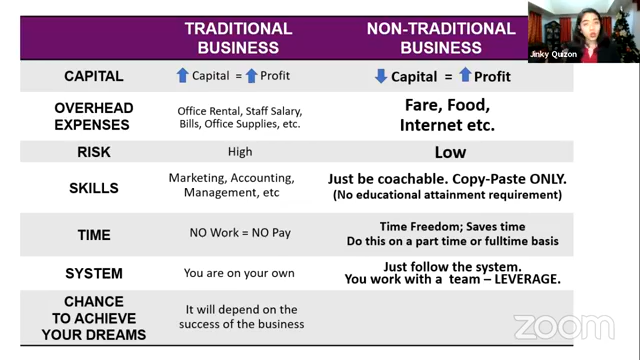 TRADITIONAL
BUSINESS
NON-TRADITIONAL
BUSINESS
CAPITAL
Capital = Profit
Capital = Profit
OVERHEAD
EXPENSES
Office Rental, Staff Salary,
Bills, Office Supplies, etc.
Fare, Food,
Internet etc.
RISK
High
Low
SKILLS
Marketing, Accounting,
Management, etc
Just be coachable. Copy-Paste ONLY.
(No educational attainment requirement)
TIME
NO Work = NO Pay
Time Freedom; Saves time
Do this on a part time or fulltime basis
SYSTEM
You are on your own
Just follow the system.
You work with a team – LEVERAGE.
CHANCE
TO ACHIEVE
YOUR DREAMS
It will depend on the
success of the business
Jinky Quizon
zoom